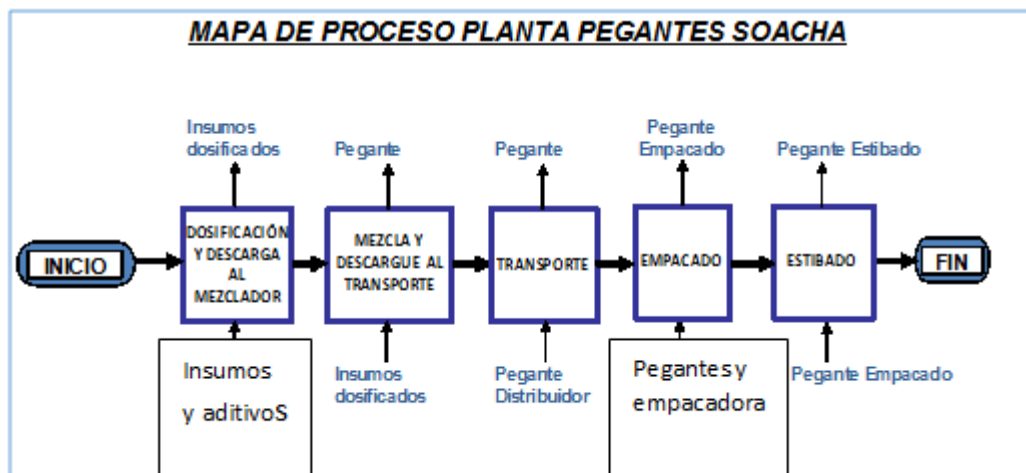 MAPA DE PROCESO PLANTA PEGANTES SOACHA
Insumos
dosificados
Pegante
Pegante
Pegante
Empacado
Pegante Estibado
INICIO
DOSIFICACIÓN
Y DESCARGA
AL
MEZCLADOR
MEZCLA Y
DESCARGUE AL
TRANSPORTE
TRANSPORTE
EMPACADO
ESTIBADO
FIN
Insumos
y aditivoS
Insumos
dosificados
Pegante
Distribuidor
Pegantes y
empacadora
Pegante Empacado